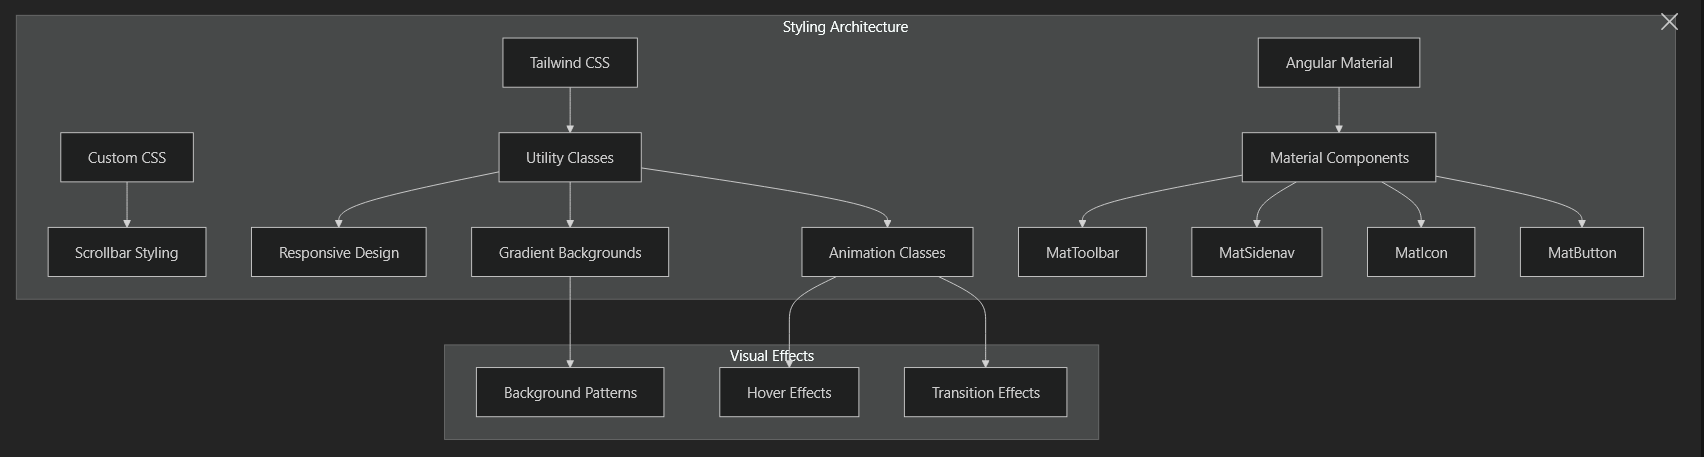 Styling Architecture
Tailwind CSS
Angular Material
Custom CSS
Utility Classes
Material Components
Scrollbar Styling
Responsive Design
Gradient Backgrounds
Animation Classes
MatToolbar
MatSidenav
MatIcon
MatButton
Visual Effects
Background Patterns
Hover Effects
Transition Effects